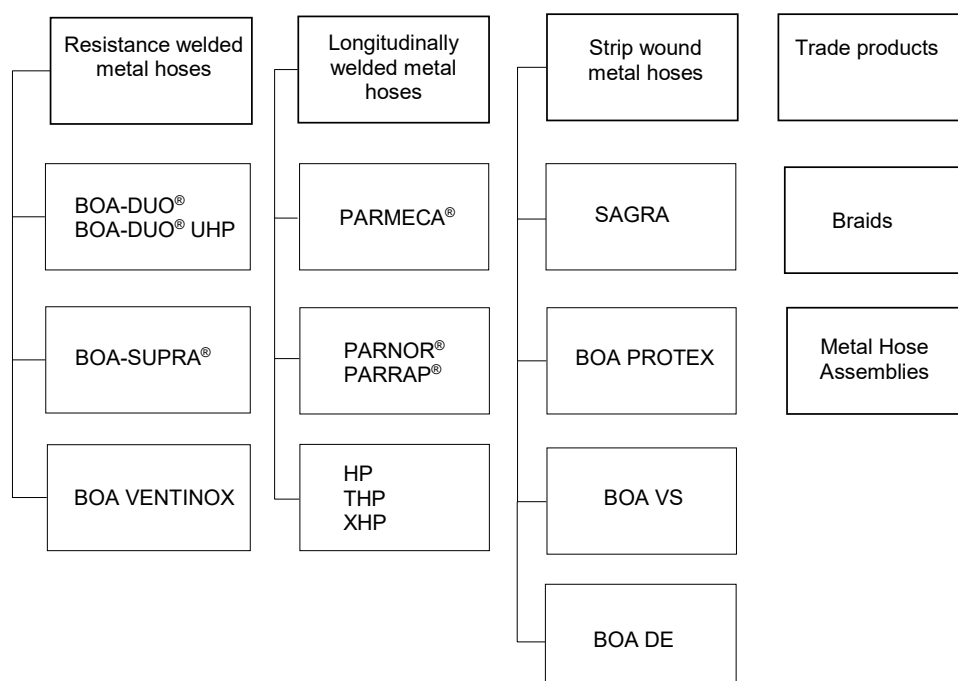 Resistance welded
metal hoses
BOA-DUO®
BOA-DUO® UHP
BOA-SUPRA®
BOA VENTINOX
Longitudinally
welded metal
hoses
PARMECA®
PARNOR®
PARRAP®
HP
THP
XHP
Strip wound
metal hoses
SAGRA
BOA PROTEX
BOA VS
BOA DE
Trade products
Braids
Metal Hose
Assemblies